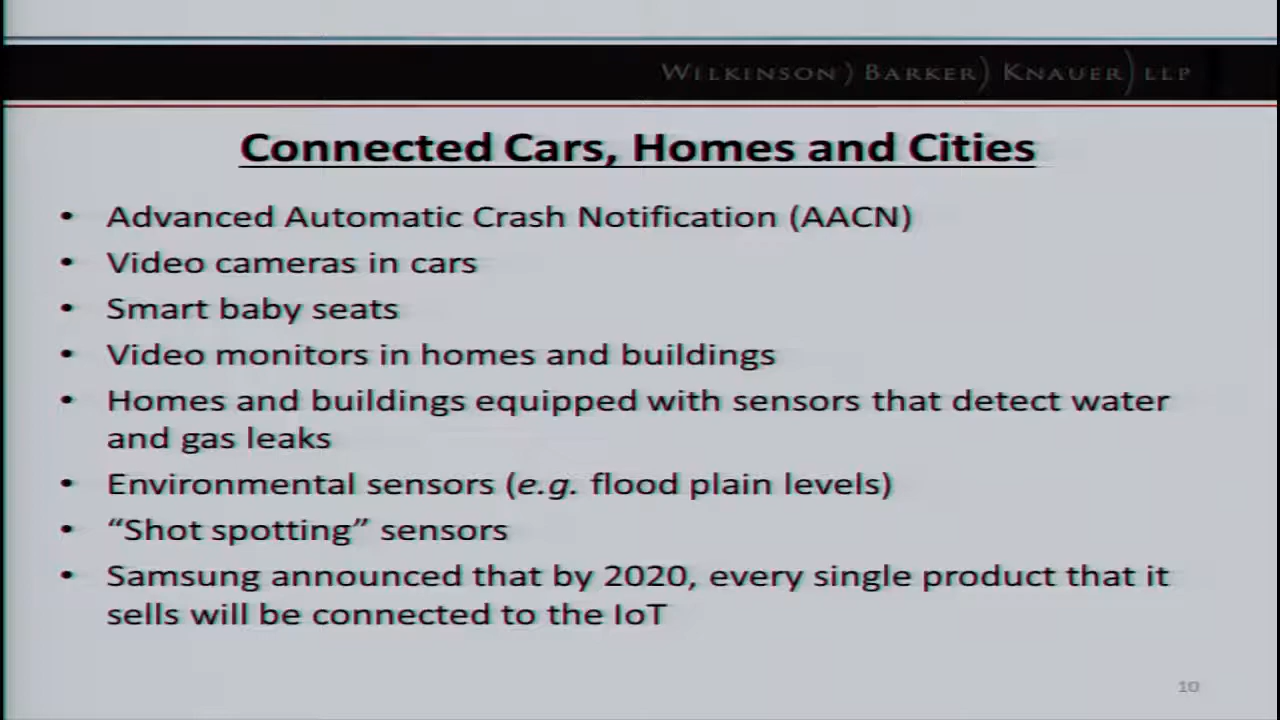 WILKINSON) BARKER) KNAUER) LLP
Connected Cars, Homes and Cities
• Advanced Automatic Crash Notification (AACN)
• Video cameras in cars
• Smart baby seats
• Video monitors in homes and buildings
• Homes and buildings equipped with sensors that detect water
and gas leaks
• Environmental sensors (e.g. flood plain levels)
• “Shot spotting” sensors
• Samsung announced that by 2020, every single product that it
sells will be connected to the IoT
10